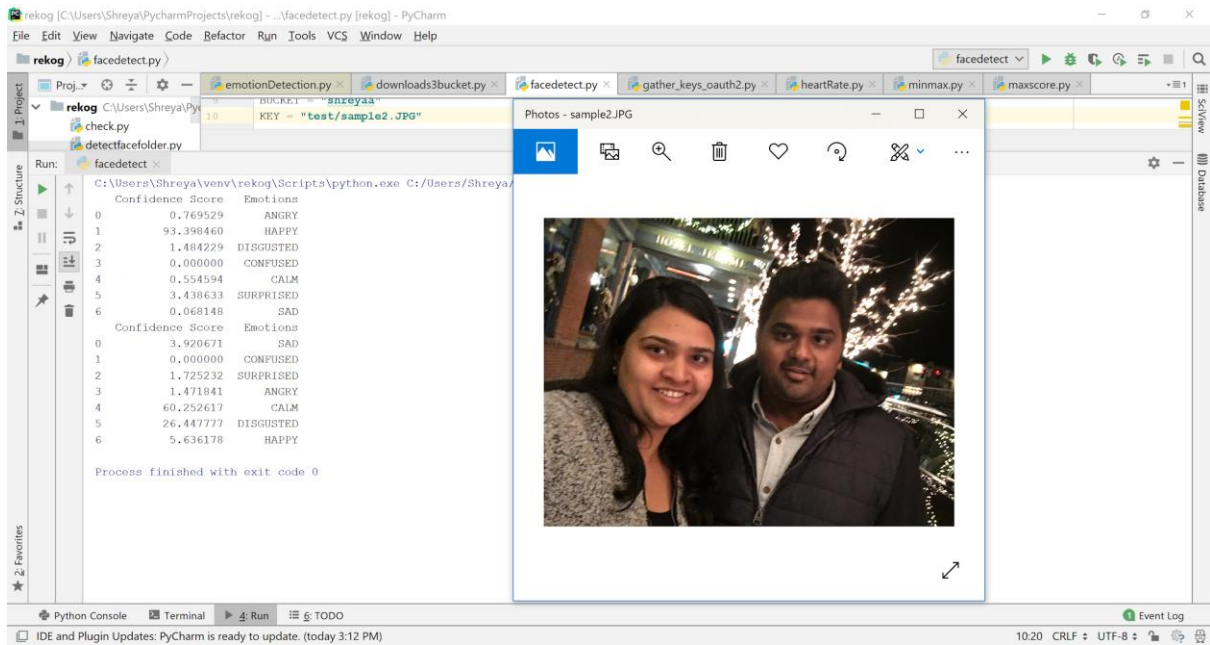 rekog [C:\Users\Shreya\PycharmProjects\rekog] - ...\facedetect.py [rekog] - PyCharm
File Edit View Navigate Code Refactor Run Tools VCS Window Help
rekog facedetect.py facedetect
1: Project Proj... emotionDetection.py downloads3bucket.py facedetect.py gather_keys_oauth2.py heartRate.py minmax.py maxscore.py 1
rekog C:\Users\Shreya\Pyc
check.py
detectfacefolder.py
9 BUCKET = "shreyaa"
10 KEY = "test/sample2.JPG"
Photos - sample2.JPG
HOTEL JEROME
SciView
Database
Z: Structure
2: Favorites
Run: facedetect
C:\Users\Shreya\venv\rekog\Scripts\python.exe C:/Users/Shreya/
Confidence Score Emotions
0 0.769529 ANGRY
1 93.398460 HAPPY
2 1.484229 DISGUSTED
3 0.000000 CONFUSED
4 0.554594 CALM
5 3.438633 SURPRISED
6 0.068148 SAD
Confidence Score Emotions
0 3.920671 SAD
1 0.000000 CONFUSED
2 1.725232 SURPRISED
3 1.471841 ANGRY
4 60.252617 CALM
5 26.447777 DISGUSTED
6 5.636178 HAPPY
Process finished with exit code 0
Python Console Terminal 4: Run 6: TODO 1 Event Log
IDE and Plugin Updates: PyCharm is ready to update. (today 3:12 PM) 10:20 CRLF UTF-8